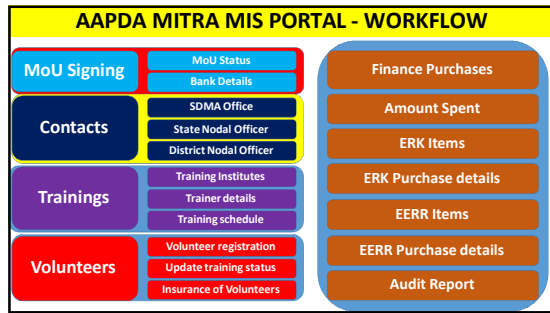 AAPDA MITRA MIS PORTAL - WORKFLOW
MoU Signing
MoU Status
Bank Details
Contacts
SDMA Office
State Nodal Officer
District Nodal Officer
Trainings
Training Institutes
Trainer details
Training schedule
Volunteers
Volunteer registration
Update training status
Insurance of Volunteers
Finance Purchases
Amount Spent
ERK Items
ERK Purchase details
EERR Items
EERR Purchase details
Audit Report